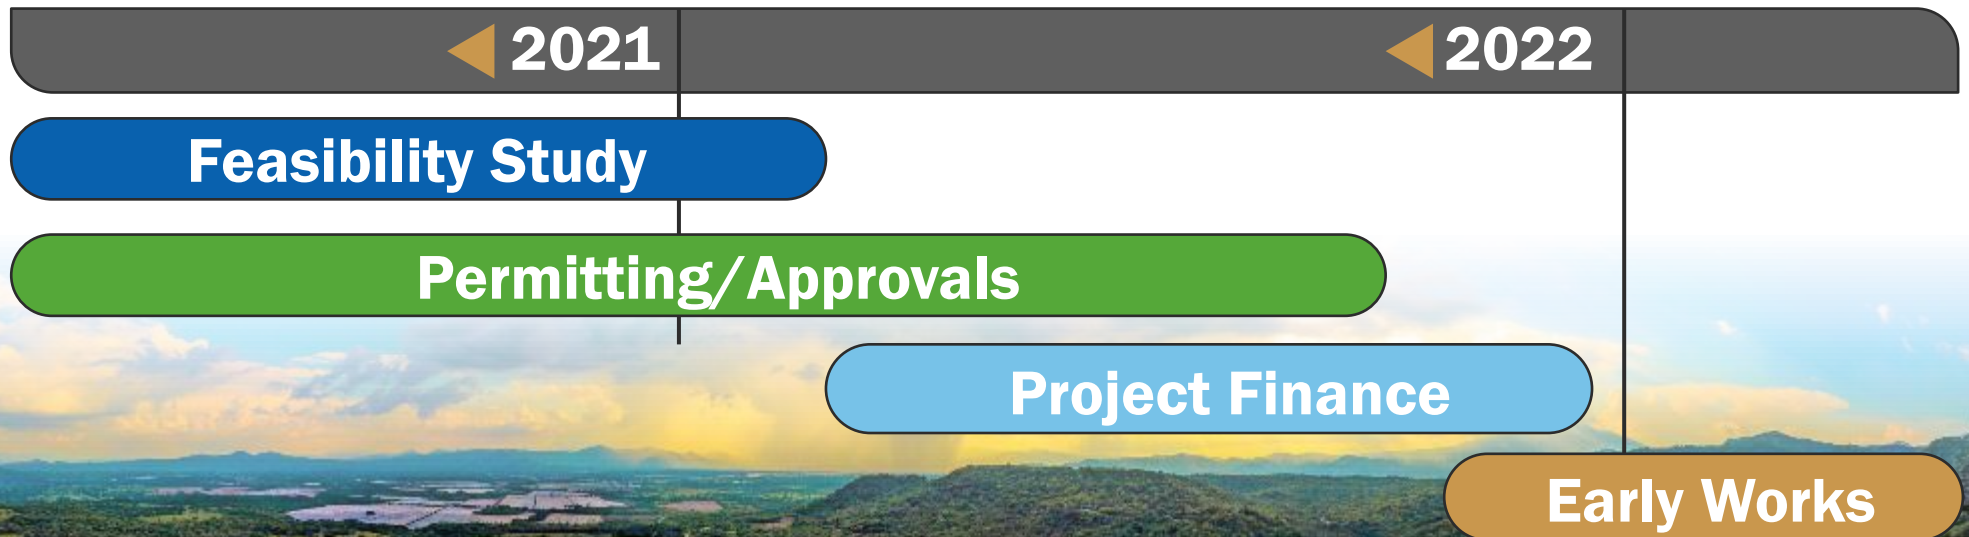 2021 2022
Feasibility Study
Permitting/Approvals
Project Finance
Early Works